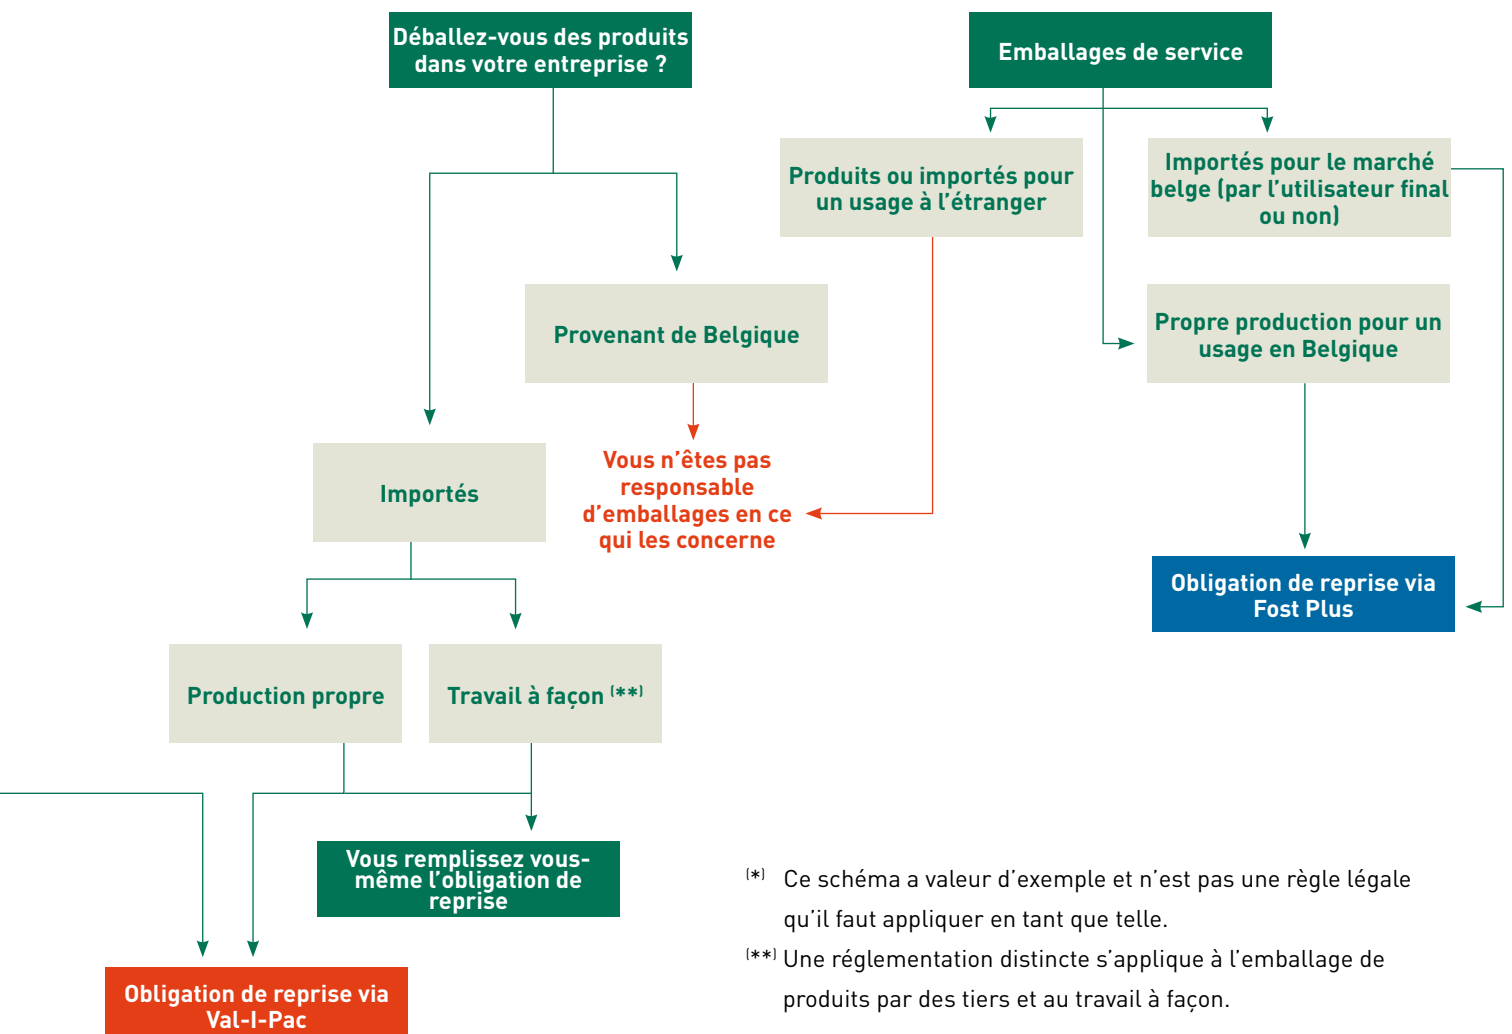 Déballez-vous des produits
dans votre entreprise ?
Emballages de service
Produits ou importés pour
un usage à l’étranger
Importés pour le marché
belge (par l’utilisateur final
ou non)
Provenant de Belgique
Propre production pour un
usage en Belgique
Importés
Vous n’êtes pas
responsable
d’emballages en ce
qui les concerne
Obligation de reprise via
Fost Plus
Production propre
Travail à façon (**)
Vous remplissez vous-
même l’obligation de
reprise
Obligation de reprise via
Val-I-Pac
(*) Ce schéma a valeur d’exemple et n’est pas une règle légale
qu’il faut appliquer en tant que telle.
(**) Une réglementation distincte s’applique à l’emballage de
produits par des tiers et au travail à façon.